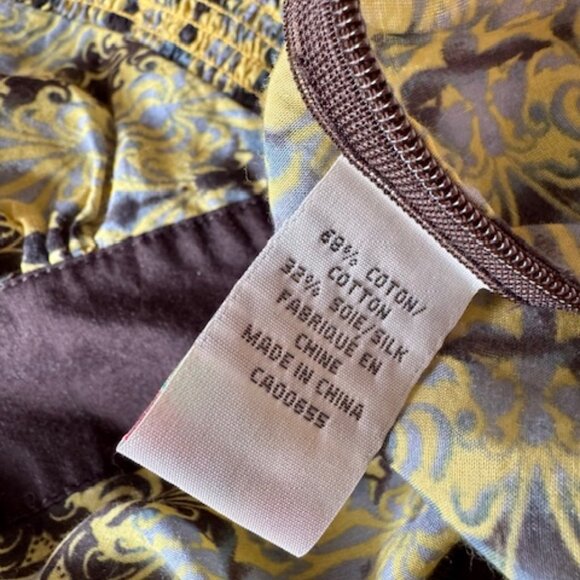 68% COTON/
COTTON
32% SOIE/SILK
FABRIQUÉ EN
CHINE
MADE IN CHINA
CA00655